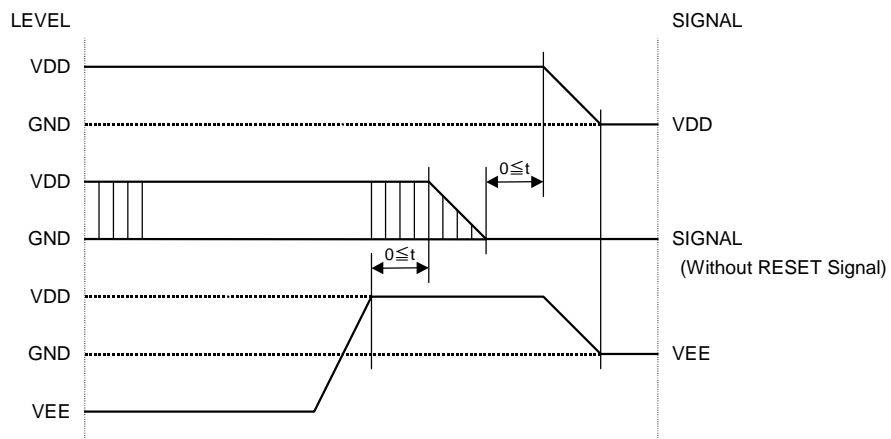 LEVEL SIGNAL
VDD
GND VDD
0≦t
VDD
GND SIGNAL
0≦t (Without RESET Signal)
VDD
GND VEE
VEE